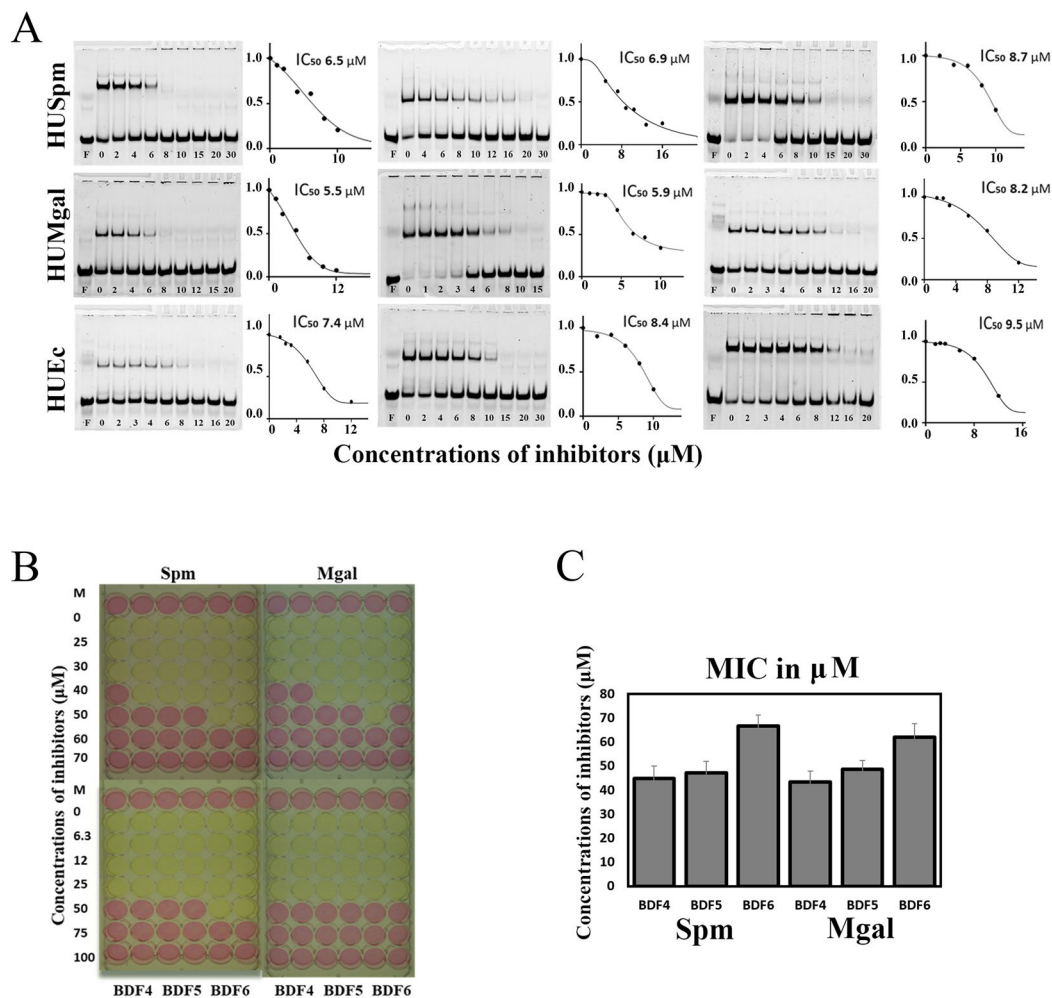 A
HUSpm
F 0 2 4 6 8 10 15 20 30
1.0 0.5 0.0
IC50 6.5 µM
0 10
F 0 4 6 8 10 12 16 20 30
1.0 0.5 0.0
IC50 6.9 µM
0 8 16
F 0 2 4 6 8 10 15 20 30
1.0 0.5 0.0
IC50 8.7 µM
0 5 10
HUMgal
F 0 2 4 6 8 10 12 15 20
1.0 0.5 0.0
IC50 5.5 µM
0 12
F 0 1 2 3 4 6 8 10 15
1.0 0.5 0.0
IC50 5.9 µM
0 5 10
F 0 2 3 4 6 8 12 16 20
1.0 0.5 0.0
IC50 8.2 µM
0 4 8 12
HUEc
F 0 2 3 4 6 8 12 16 20
1.0 0.5 0.0
IC50 7.4 µM
0 4 8 12
F 0 1 2 4 6 8 10 15 20 30
1.0 0.5 0.0
IC50 8.4 µM
0 5 10
F 0 2 3 4 6 8 12 16 20
1.0 0.5 0.0
IC50 9.5 µM
0 8 16
Concentrations of inhibitors (µM)
B
Spm Mgal
Concentrations of inhibitors (µM)
M
0
25
30
40
50
60
70
M
0
6.3
12
25
50
75
100
BDF4 BDF5 BDF6 BDF4 BDF5 BDF6
C
MIC in µM
Concentrations of inhibitors (µM)
80
70
60
50
40
30
20
10
0
BDF4 BDF5 BDF6 BDF4 BDF5 BDF6
Spm Mgal